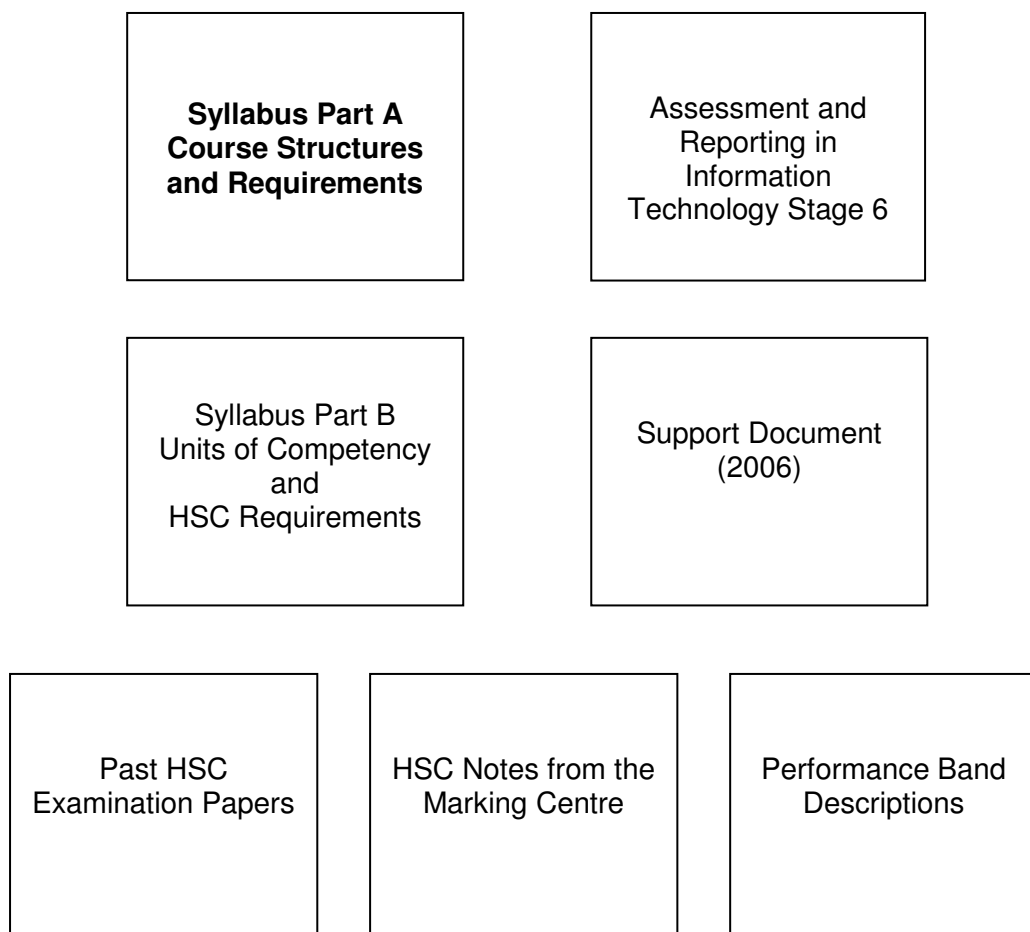 Syllabus Part A
Course Structures
and Requirements
Assessment and
Reporting in
Information
Technology Stage 6
Syllabus Part B
Units of Competency
and
HSC Requirements
Support Document
(2006)
Past HSC
Examination Papers
HSC Notes from the
Marking Centre
Performance Band
Descriptions